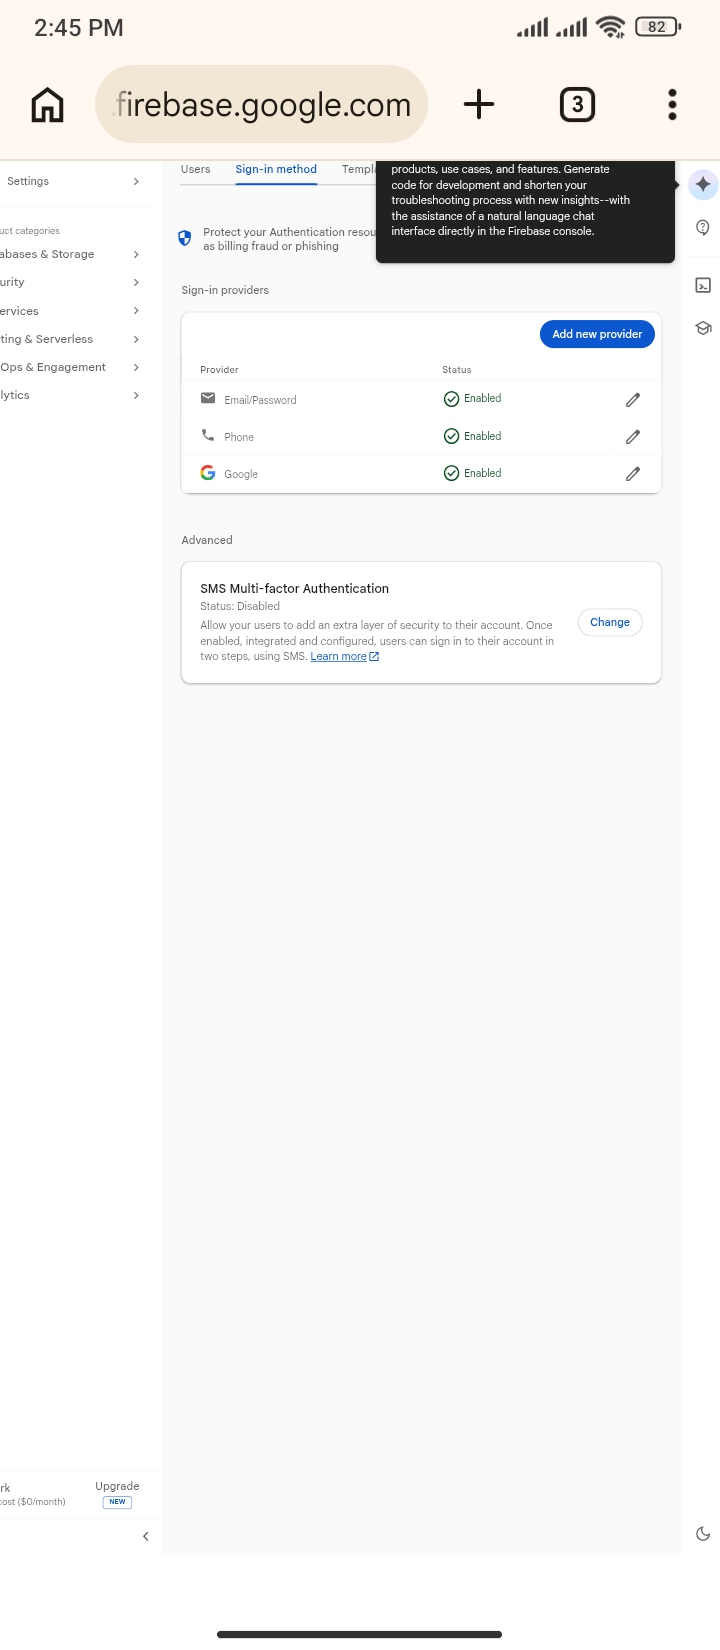 2:45 PM
82
.firebase.google.com
3
Settings
uct categories
abases & Storage
urity
ervices
ting & Serverless
Ops & Engagement
lytics
Users
Sign-in method
Templa
products, use cases, and features. Generate
code for development and shorten your
troubleshooting process with new insights--with
the assistance of a natural language chat
interface directly in the Firebase console.
Protect your Authentication resou
as billing fraud or phishing
Sign-in providers
Add new provider
Provider
Status
Email/Password
Enabled
Phone
Enabled
Google
Enabled
Advanced
SMS Multi-factor Authentication
Status: Disabled
Allow your users to add an extra layer of security to their account. Once
enabled, integrated and configured, users can sign in to their account in
two steps, using SMS. Learn more
Change
rk
cost ($0/month)
Upgrade
NEW